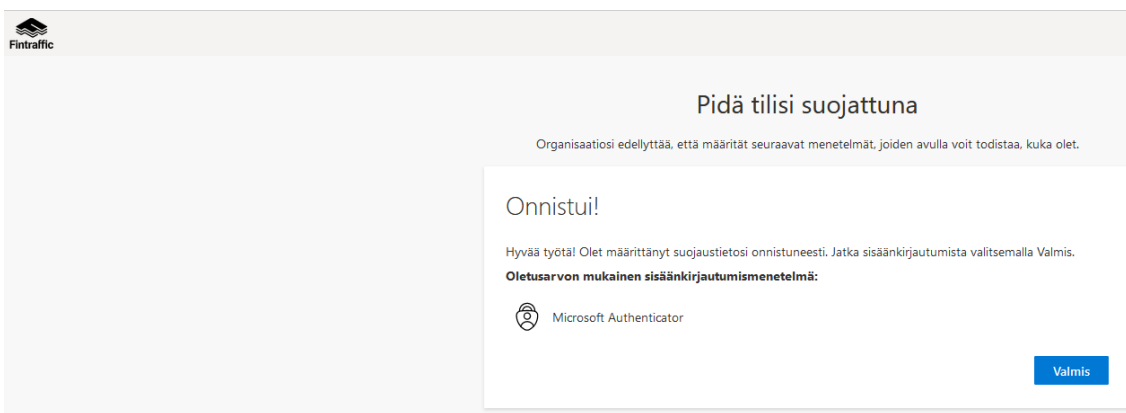 Fintraffic
Pidä tilisi suojattuna
Organisaatiosi edellyttää, että määrität seuraavat menetelmät, joiden avulla voit todistaa, kuka olet.
Onnistui!
Hyvää työtä! Olet määrittänyt suojaustietosi onnistuneesti. Jatka sisäänkirjautumista valitsemalla Valmis.
Oletusarvon mukainen sisäänkirjautumismenetelmä:
Microsoft Authenticator
Valmis